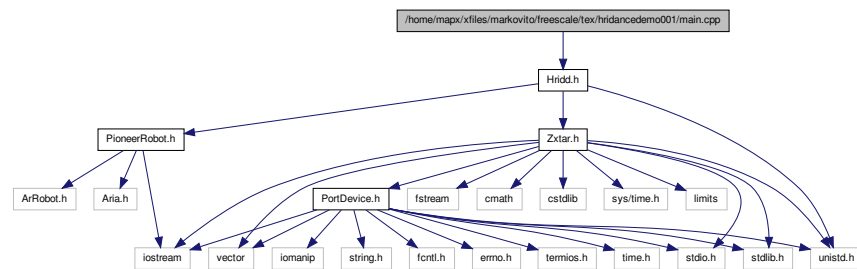 /home/mapx/xfiles/markovito/freescale/tex/hridancedemo001/main.cpp
Hridd.h
PioneerRobot.h
Zxtar.h
ArRobot.h
Aria.h
PortDevice.h
fstream
cmath
cstdlib
sys/time.h
limits
iostream
vector
iomanip
string.h
fcntl.h
errno.h
termios.h
time.h
stdio.h
stdlib.h
unistd.h